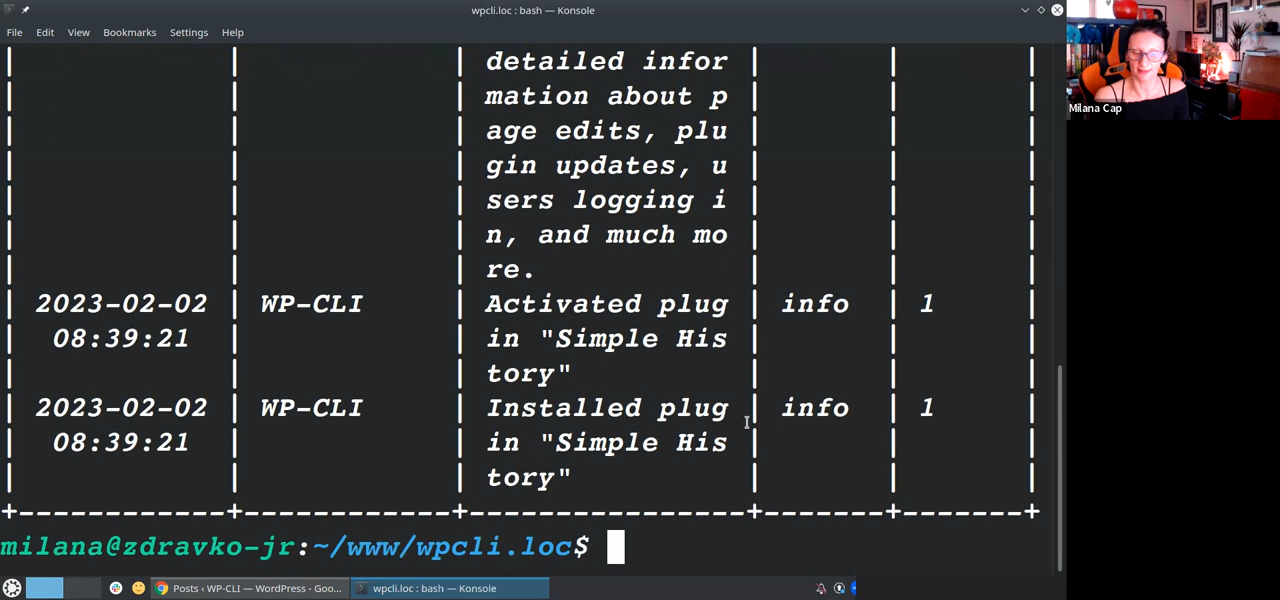 wpcli.loc : bash — Konsole
File Edit View Bookmarks Settings Help
detailed infor
mation about p
age edits, plu
gin updates, u
sers logging i
n, and much mo
re.
2023-02-02 | WP-CLI | Activated plug | info | 1
08:39:21 | | in "Simple His
tory"
2023-02-02 | WP-CLI | Installed plug | info | 1
08:39:21 | | in "Simple His
tory"
+------------+------------+----------------+-------+-------+
milana@zdravko-jr:~/www/wpcli.loc$
Posts ‹ WP-CLI — WordPress - Goo...
wpcli.loc : bash — Konsole
Milana Cap